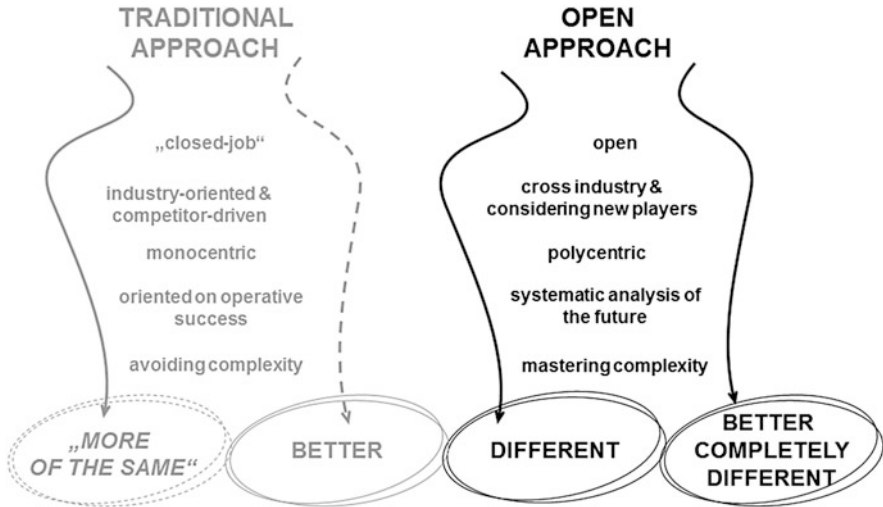 TRADITIONAL
APPROACH
„closed-job“
industry-oriented &
competitor-driven
monocentric
oriented on operative
success
avoiding complexity
„MORE
OF THE SAME“
BETTER
OPEN
APPROACH
open
cross industry &
considering new players
polycentric
systematic analysis of
the future
mastering complexity
DIFFERENT
BETTER
COMPLETELY
DIFFERENT